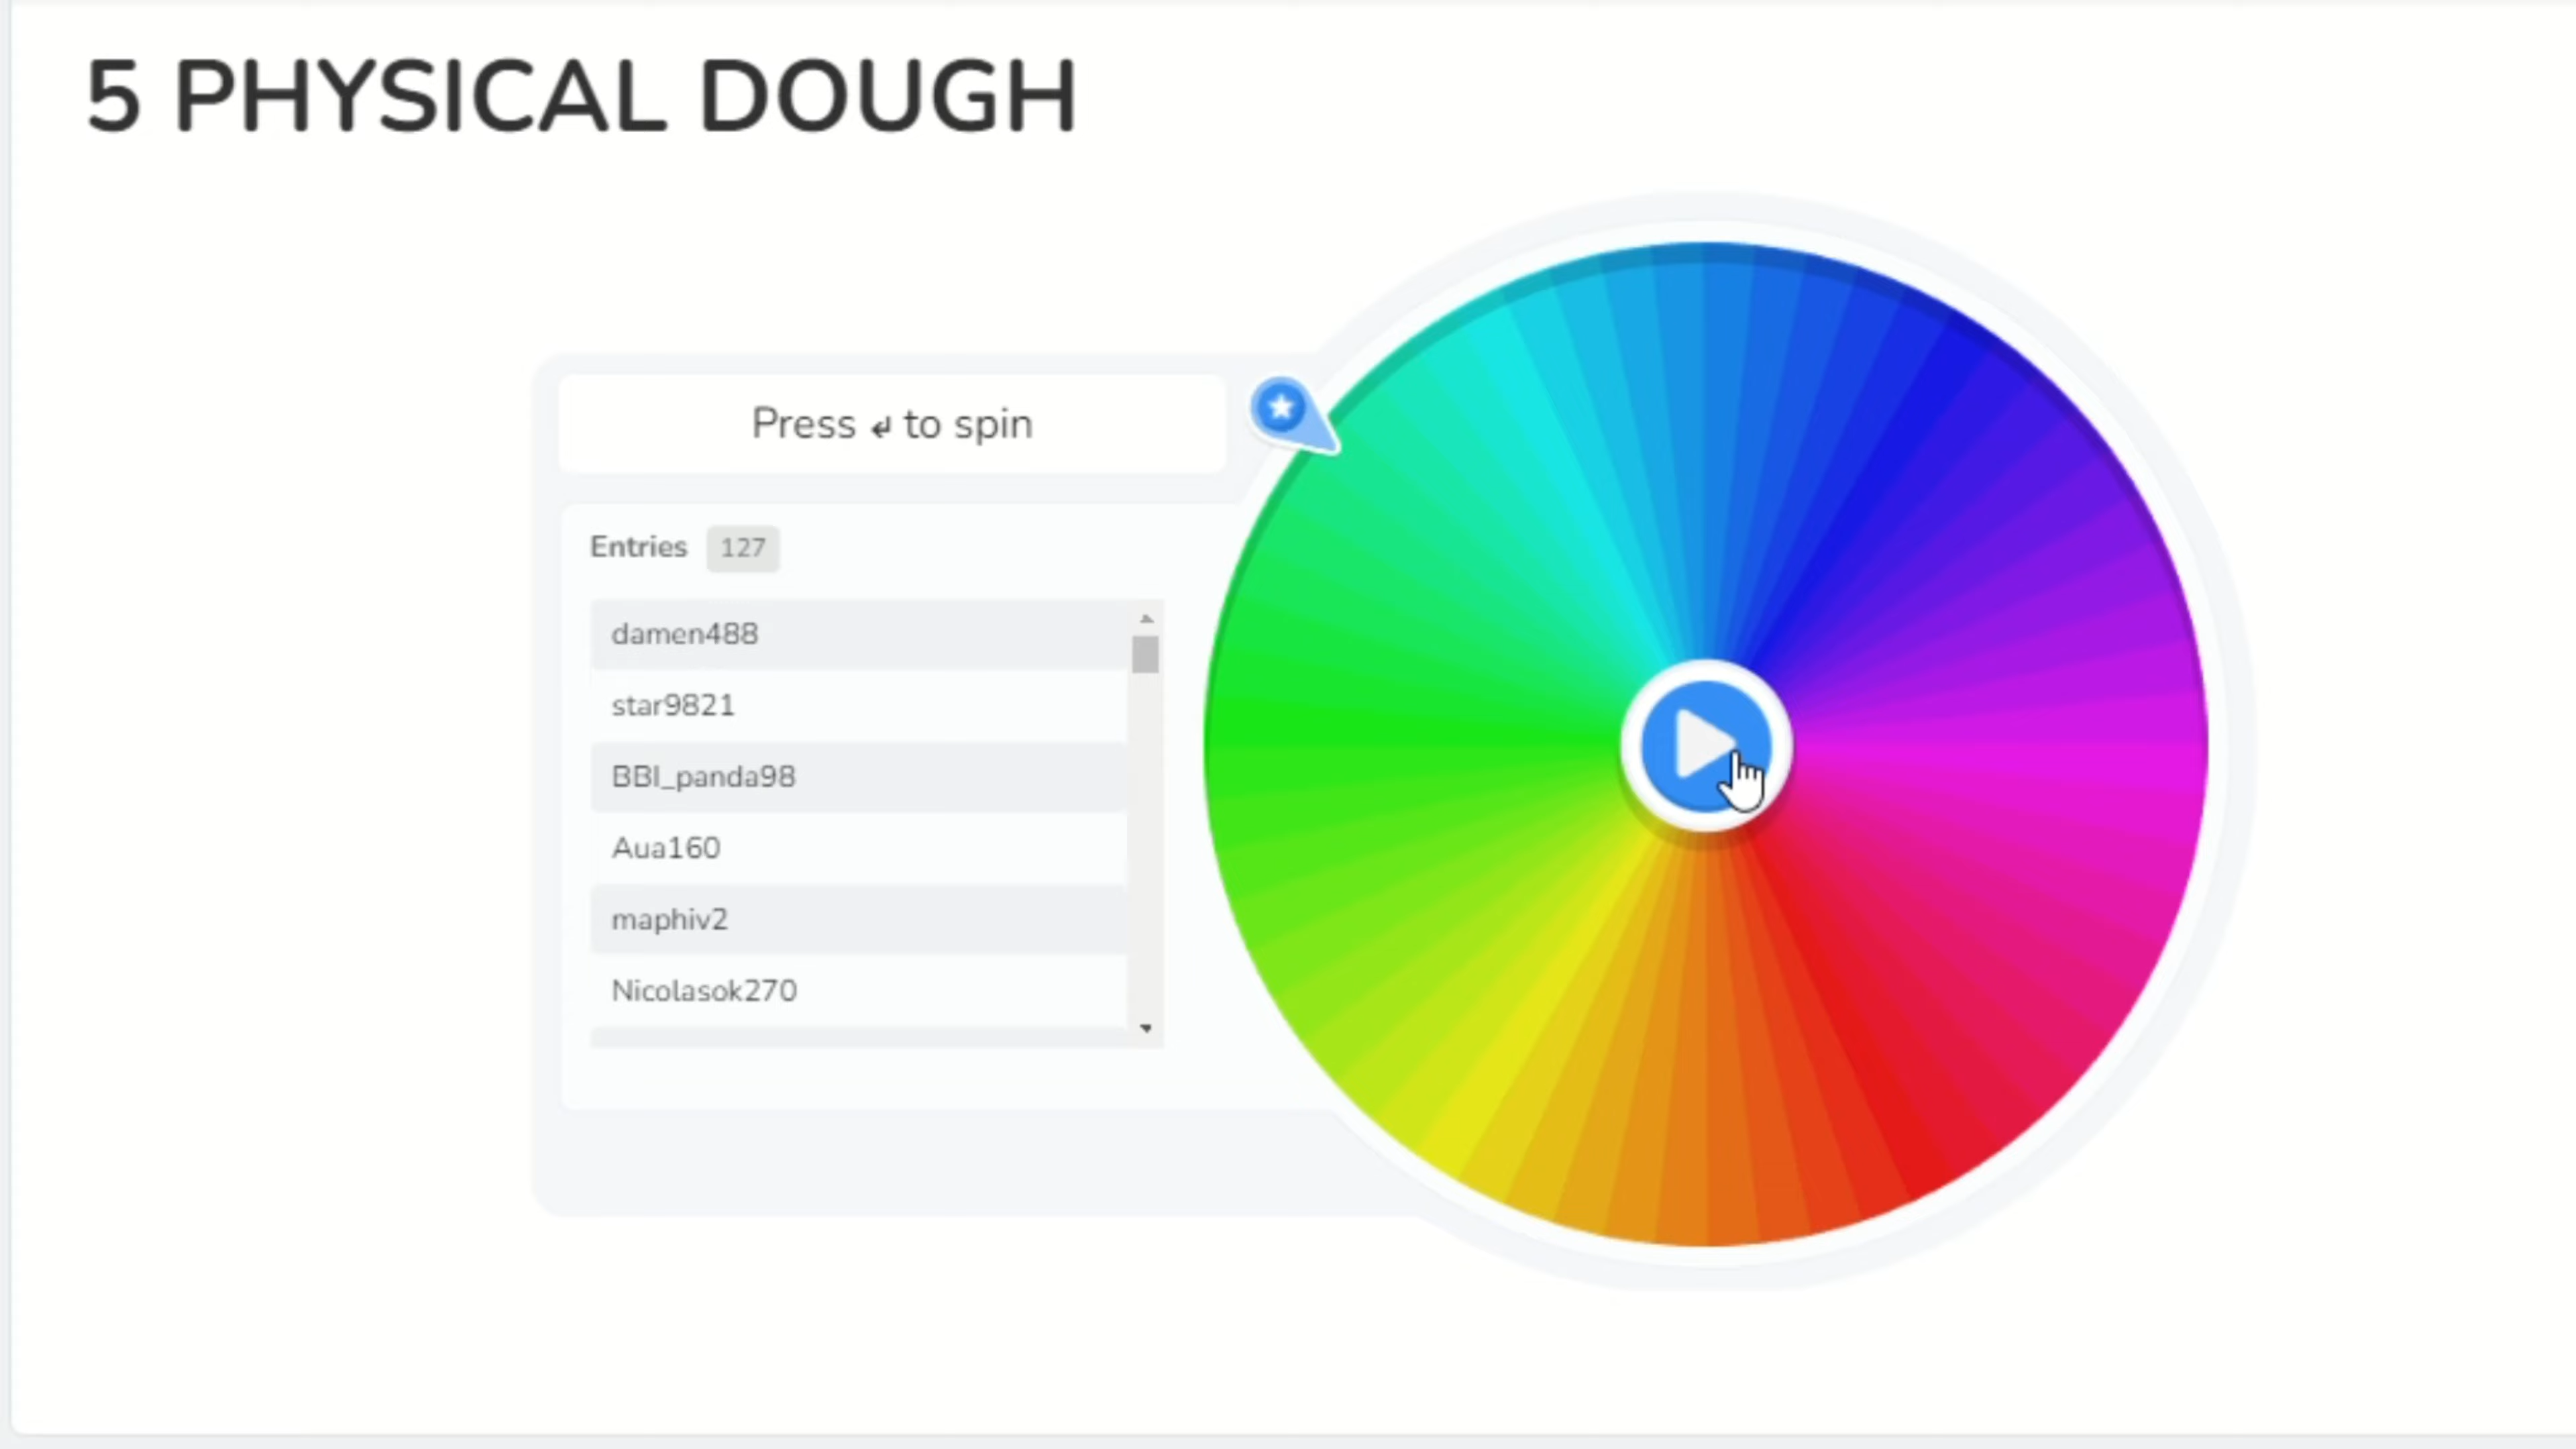 5 PHYSICAL DOUGH
Press ↲ to spin
Entries 127
damen488
star9821
BBI_panda98
Aua160
maphiv2
Nicolasok270